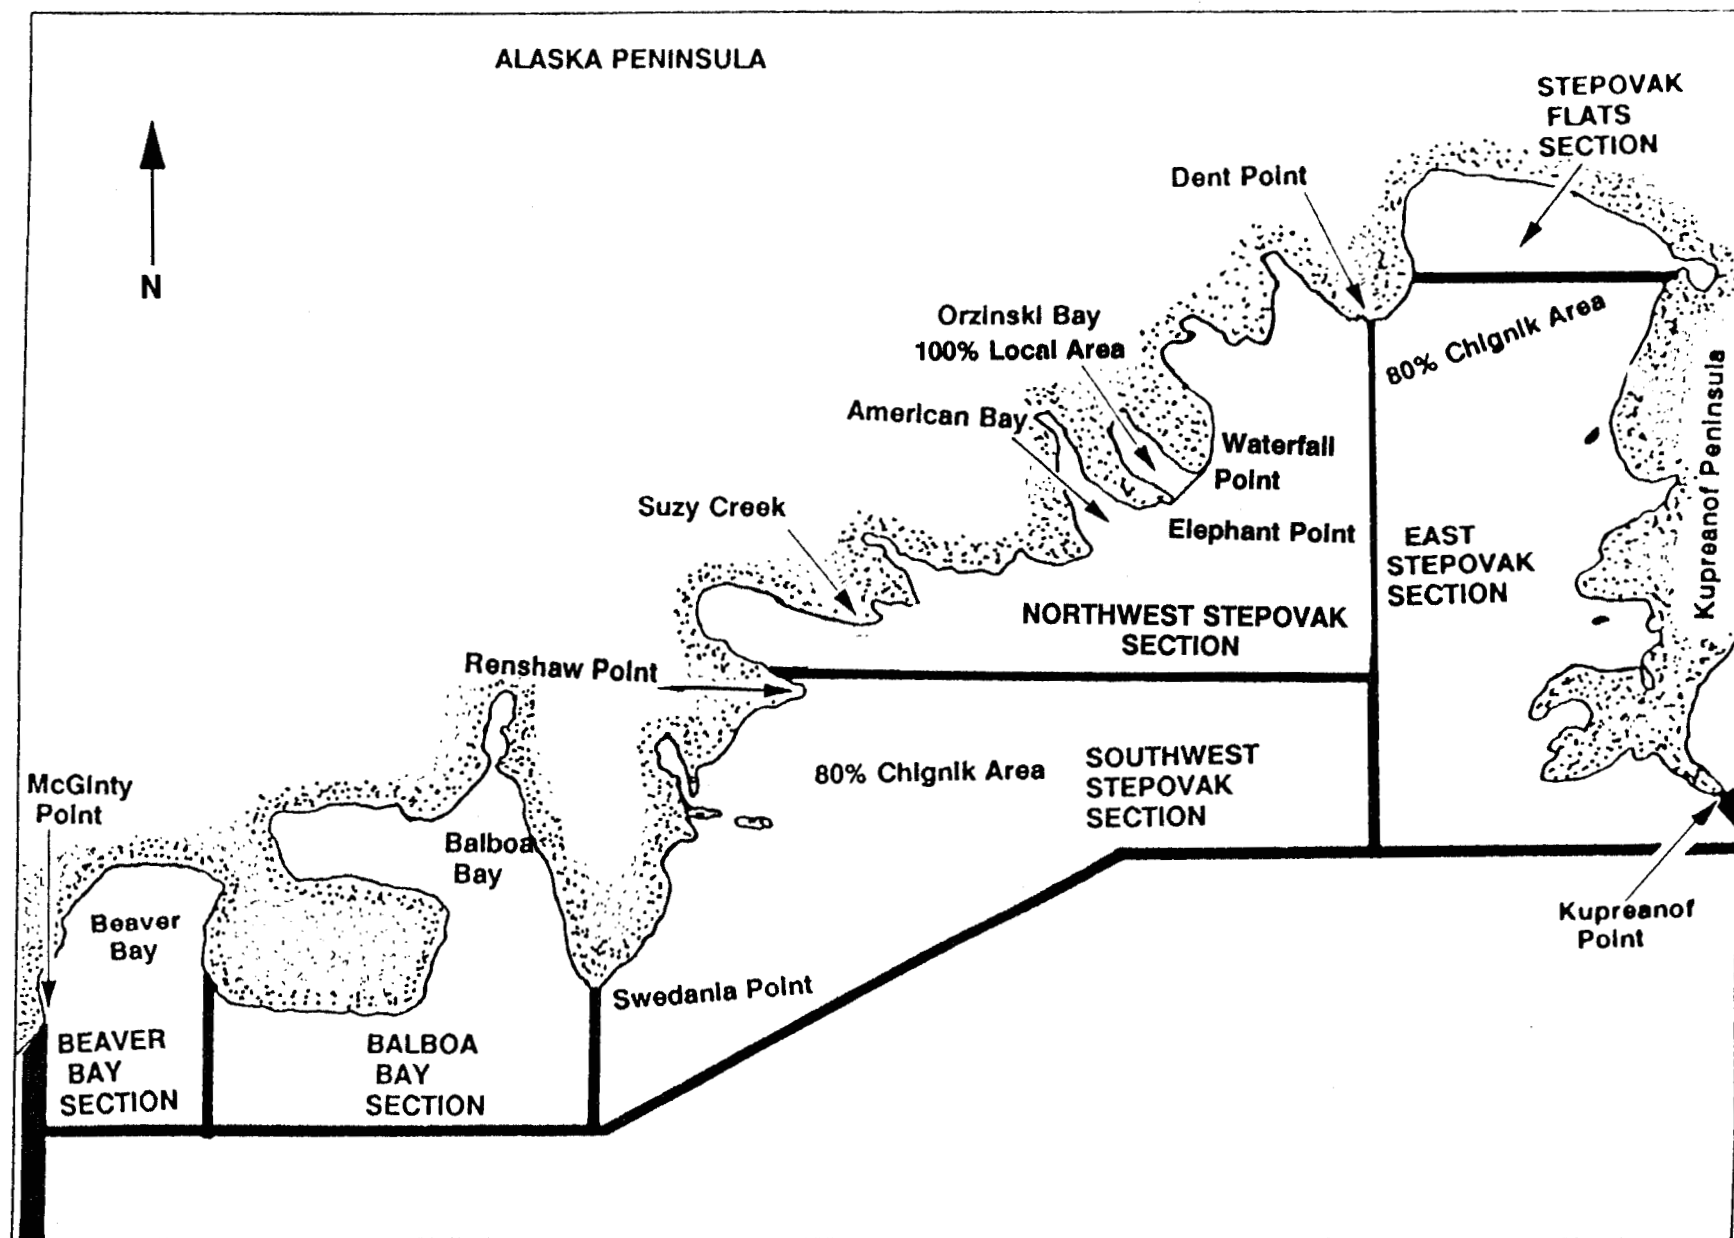 ALASKA PENINSULA
STEPOVAK
FLATS
SECTION
Dent Point
N
Orzinski Bay
100% Local Area
80% Chignik Area
American Bay
Waterfall
Point
Kupreanof Peninsula
Suzy Creek
Elephant Point
EAST
STEPOVAK
SECTION
NORTHWEST STEPOVAK
SECTION
Renshaw Point
80% Chignik Area
SOUTHWEST
STEPOVAK
SECTION
McGinty
Point
Balboa
Bay
Beaver
Bay
Kupreanof
Point
Swedania Point
BEAVER
BAY
SECTION
BALBOA
BAY
SECTION